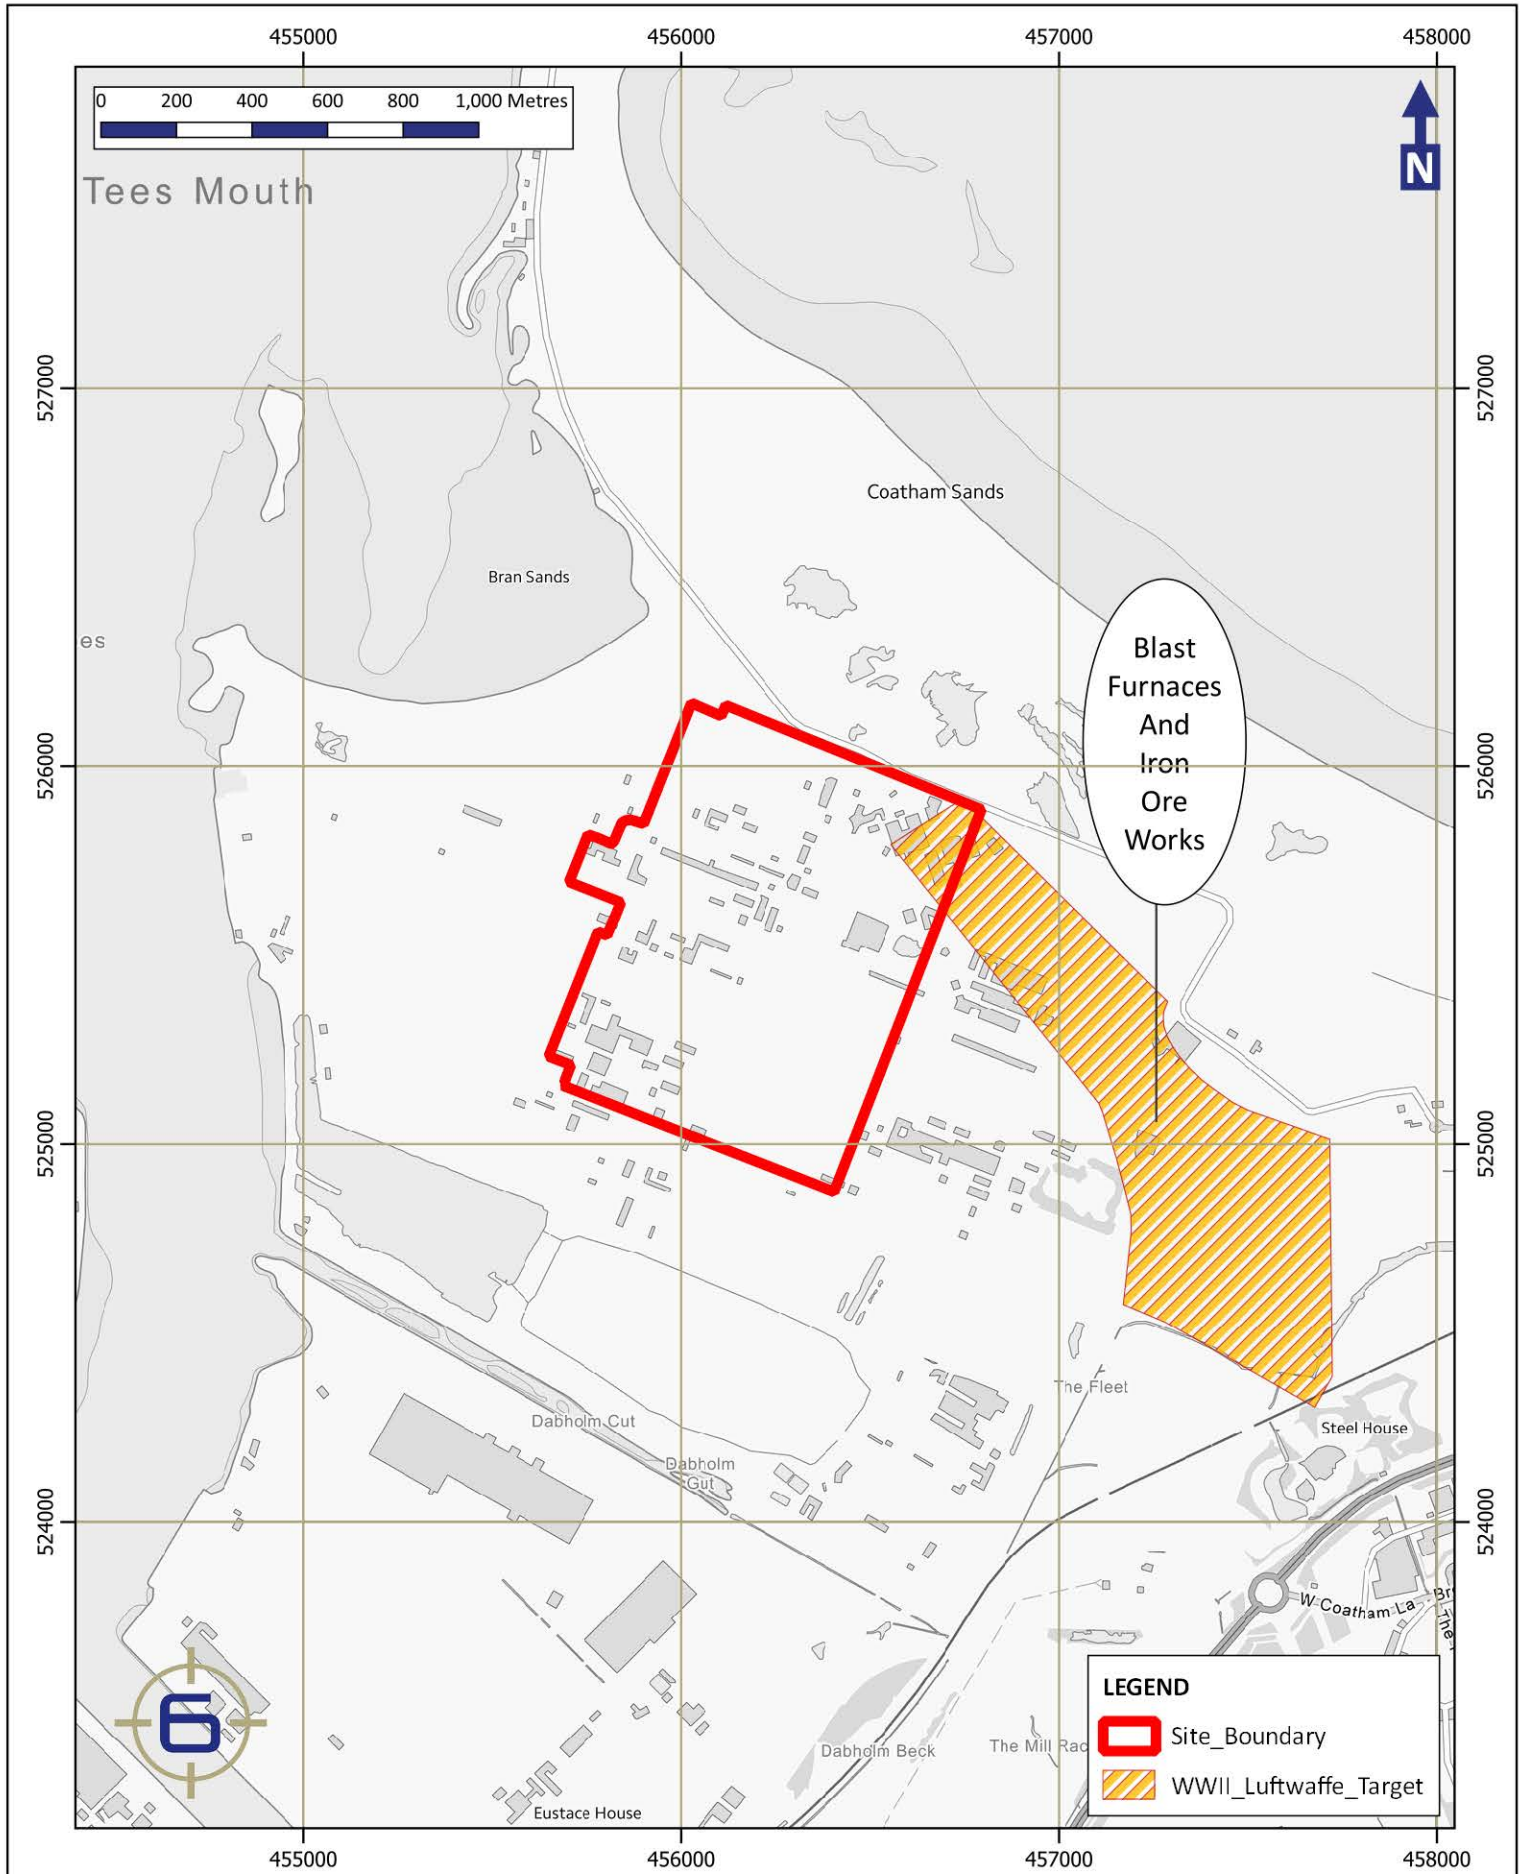 455000 456000 457000 458000
0 200 400 600 800 1,000 Metres
N
Tees Mouth
527000 527000
Coatham Sands
Bran Sands
es
Blast
Furnaces
And
Iron
Ore
Works
526000 526000
525000 525000
The Fleet
Dabholm Cut
Steel House
Dabholm
Gut
524000 524000
W Coatham La
Br
The
LEGEND
Site_Boundary
WWII_Luftwaffe_Target
6
Dabholm Beck
The Mill Rac
Eustace House
455000 456000 457000 458000